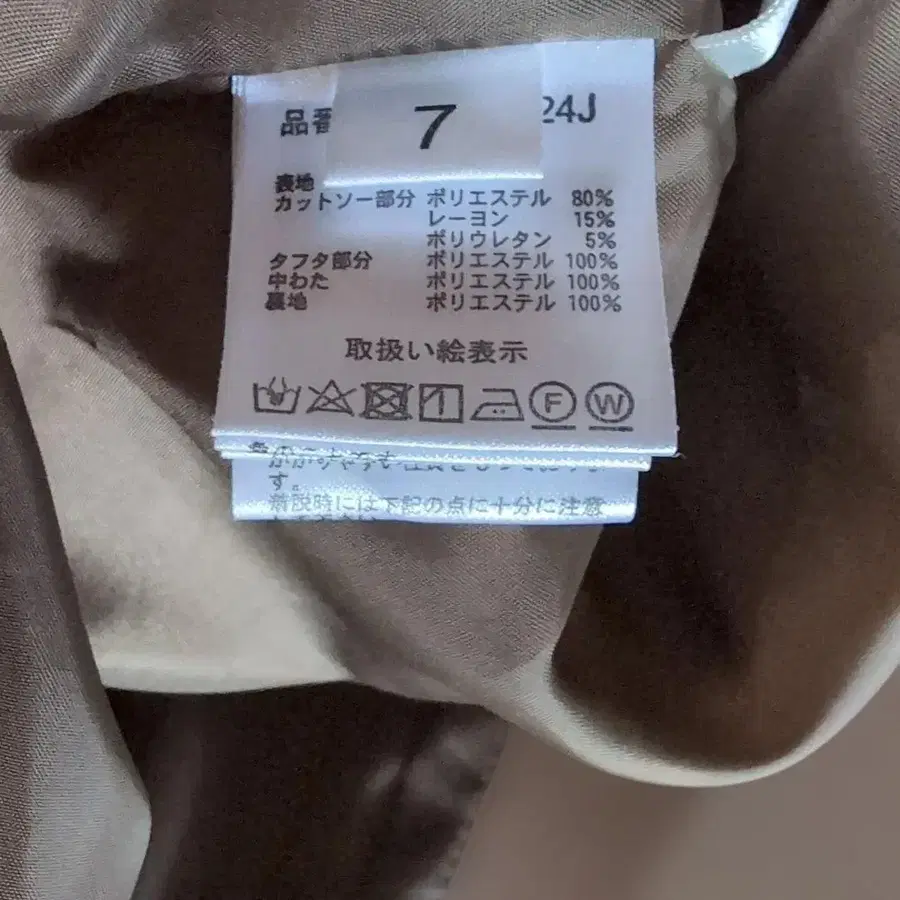 品番 7 24J
表地
カットソー部分 ポリエステル 80%
レーヨン 15%
ポリウレタン 5%
タフタ部分 ポリエステル 100%
中わた ポリエステル 100%
裏地 ポリエステル 100%
取扱い絵表示
F W
す。
着脱時には下記の点に十分に注意